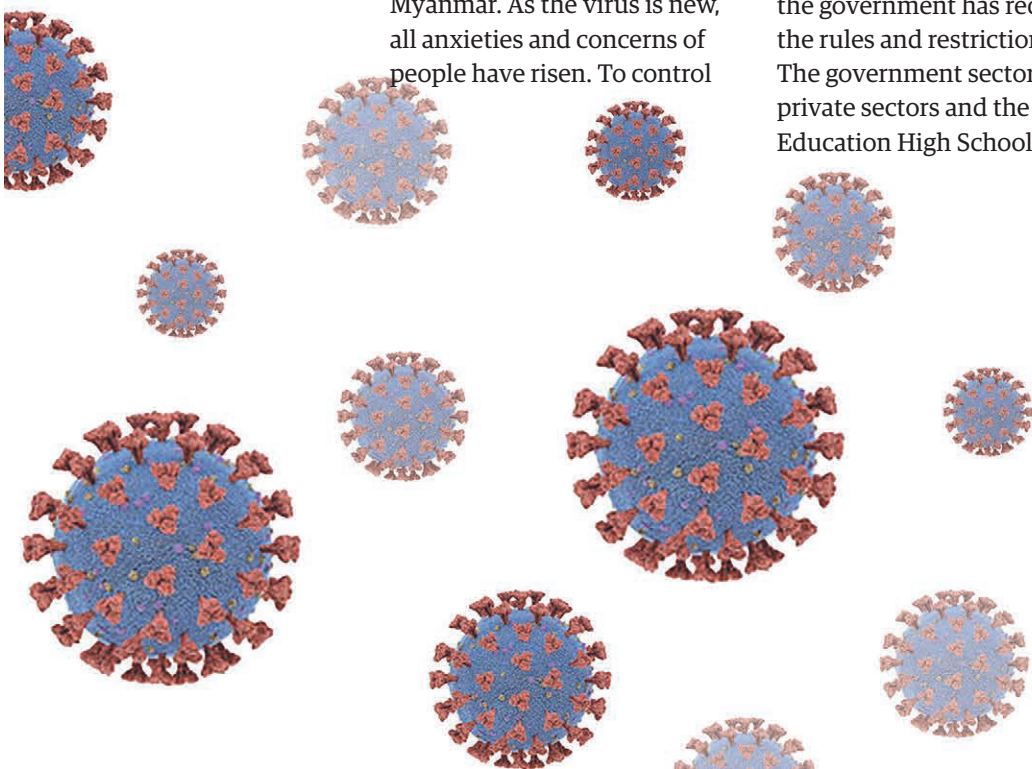 Myanmar. As the virus is new,
all anxieties and concerns of
people have risen. To control
the government has
the rules and
The government
private sectors and the
Education High School